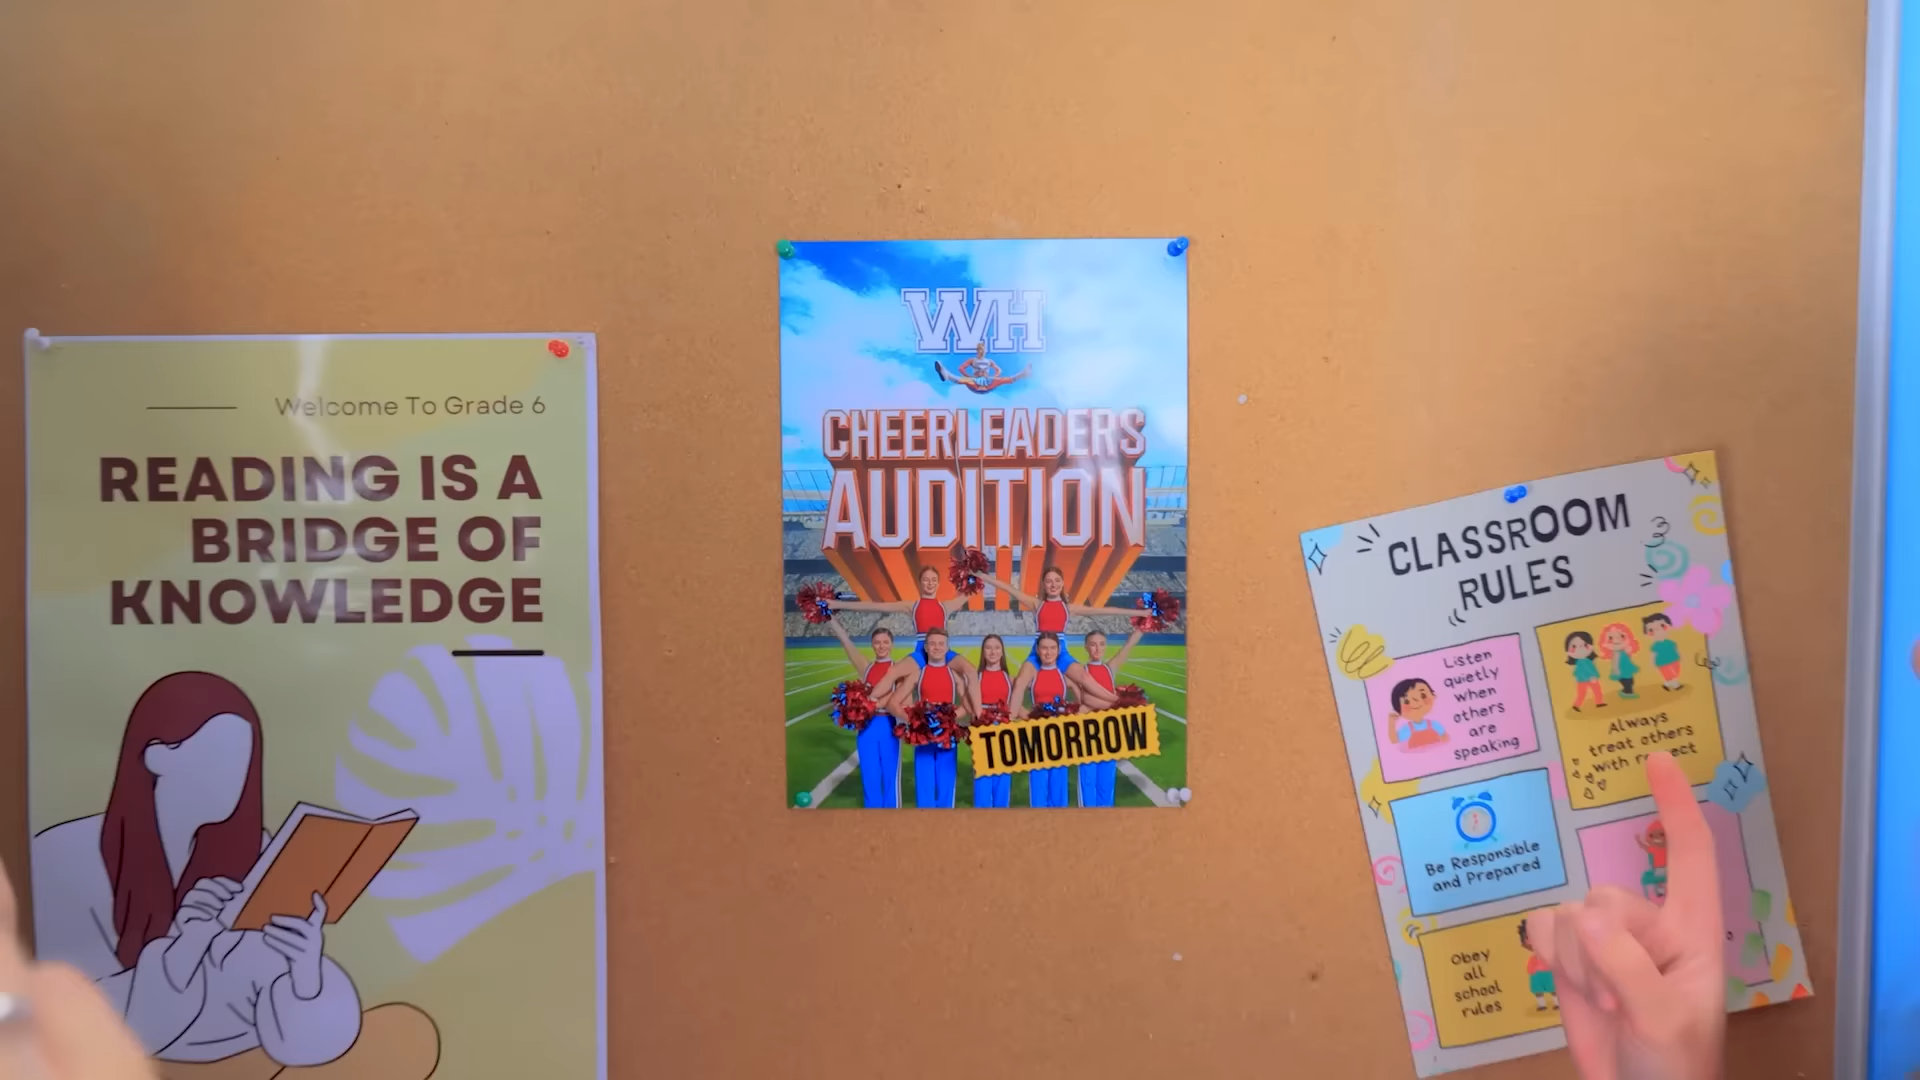 Welcome To Grade 6
READING IS A
BRIDGE OF
KNOWLEDGE
WH
CHEERLEADERS
AUDITION
TOMORROW
CLASSROOM
RULES
Listen
quietly
when
others
are
speaking
Always
treat others
with
Be Responsible
and Prepared
Obey
all
school
rules